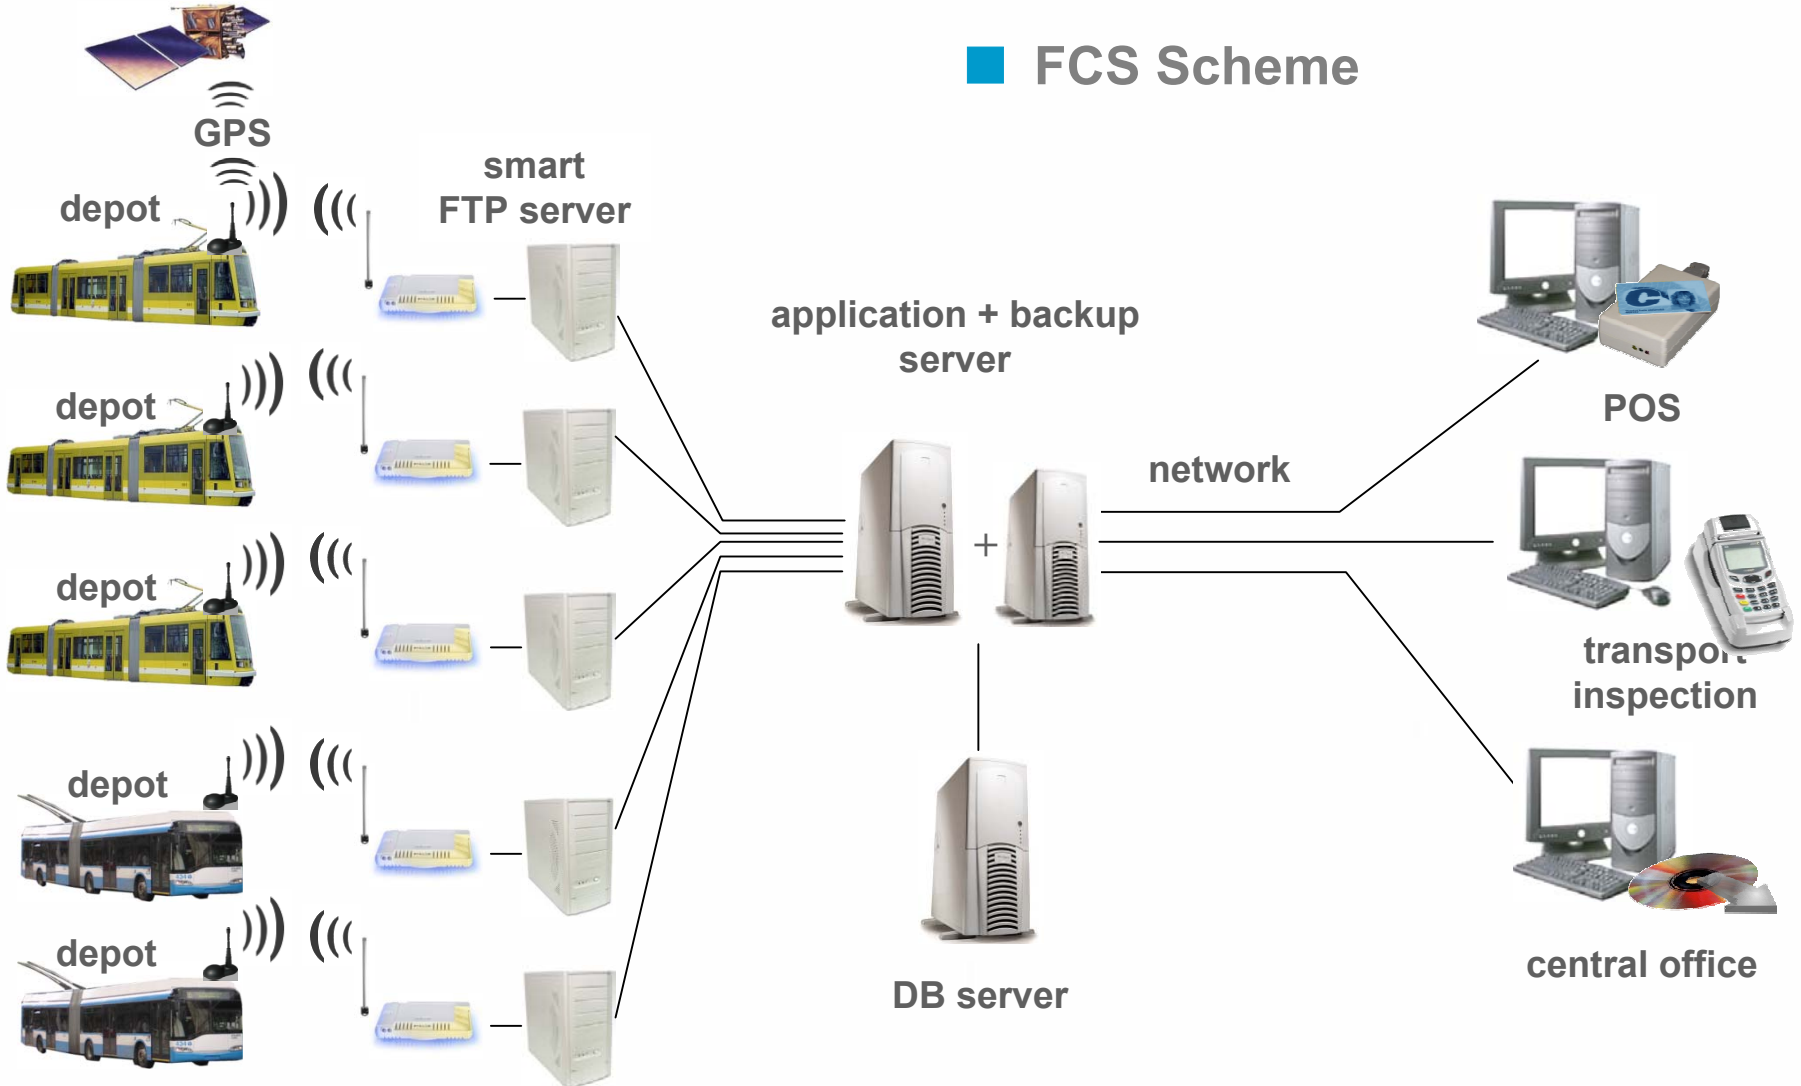 FCS Scheme
GPS
smart
FTP server
depot
application + backup
server
depot
POS
network
+
depot
transport
inspection
depot
depot
DB server
central office